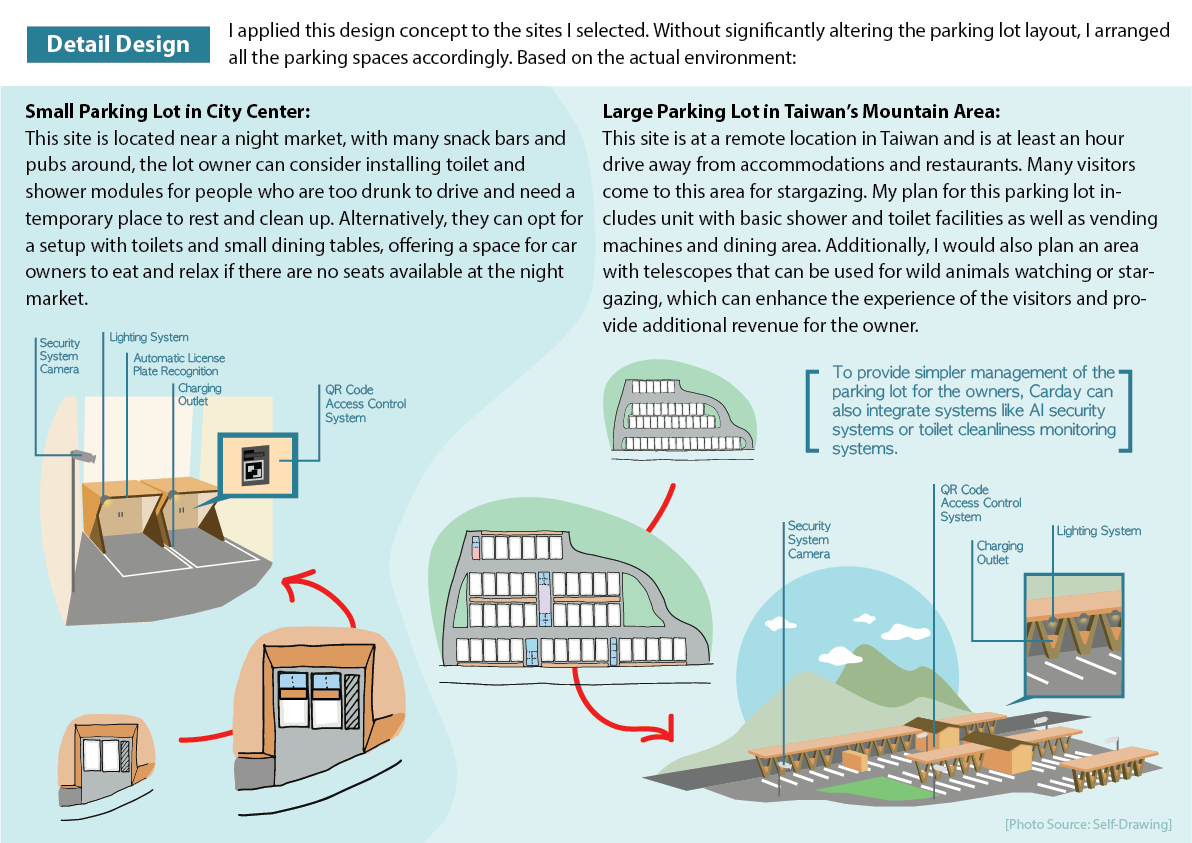 Detail Design
I applied this design concept to the sites I selected. Without significantly altering the parking lot layout, I arranged
all the parking spaces accordingly. Based on the actual environment:
Small Parking Lot in City Center:
This site is located near a night market, with many snack bars and
pubs around, the lot owner can consider installing toilet and
shower modules for people who are too drunk to drive and need a
temporary place to rest and clean up. Alternatively, they can opt for
a setup with toilets and small dining tables, offering a space for car
owners to eat and relax if there are no seats available at the night
market.
Security
System
Camera
Lighting System
Automatic License
Plate Recognition
Charging
Outlet
QR Code
Access Control
System
Large Parking Lot in Taiwan's Mountain Area:
This site is at a remote location in Taiwan and is at least an hour
drive away from accommodations and restaurants. Many visitors
come to this area for stargazing. My plan for this parking lot in-
cludes unit with basic shower and toilet facilities as well as vending
machines and dining area. Additionally, I would also plan an area
with telescopes that can be used for wild animals watching or star-
gazing, which can enhance the experience of the visitors and pro-
vide additional revenue for the owner.
To provide simpler management of the
parking lot for the owners, Carday can
also integrate systems like AI security
systems or toilet cleanliness monitoring
systems.
Security
System
Camera
QR Code
Access Control
System
Charging
Outlet
Lighting System
[Photo Source: Self-Drawing]